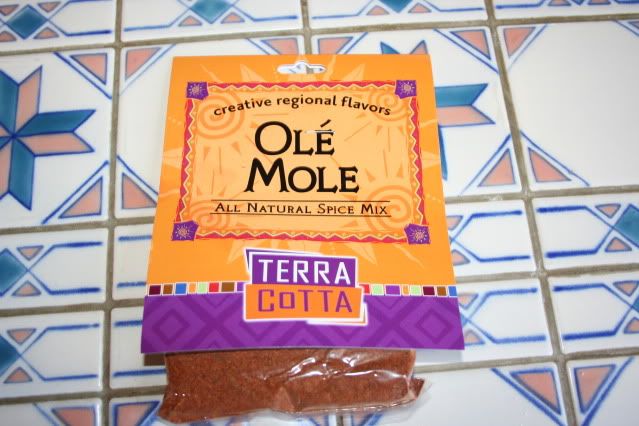 creative regional flavors
OLÉ
MOLE
ALL NATURAL SPICE MIX
TERRA
COTTA